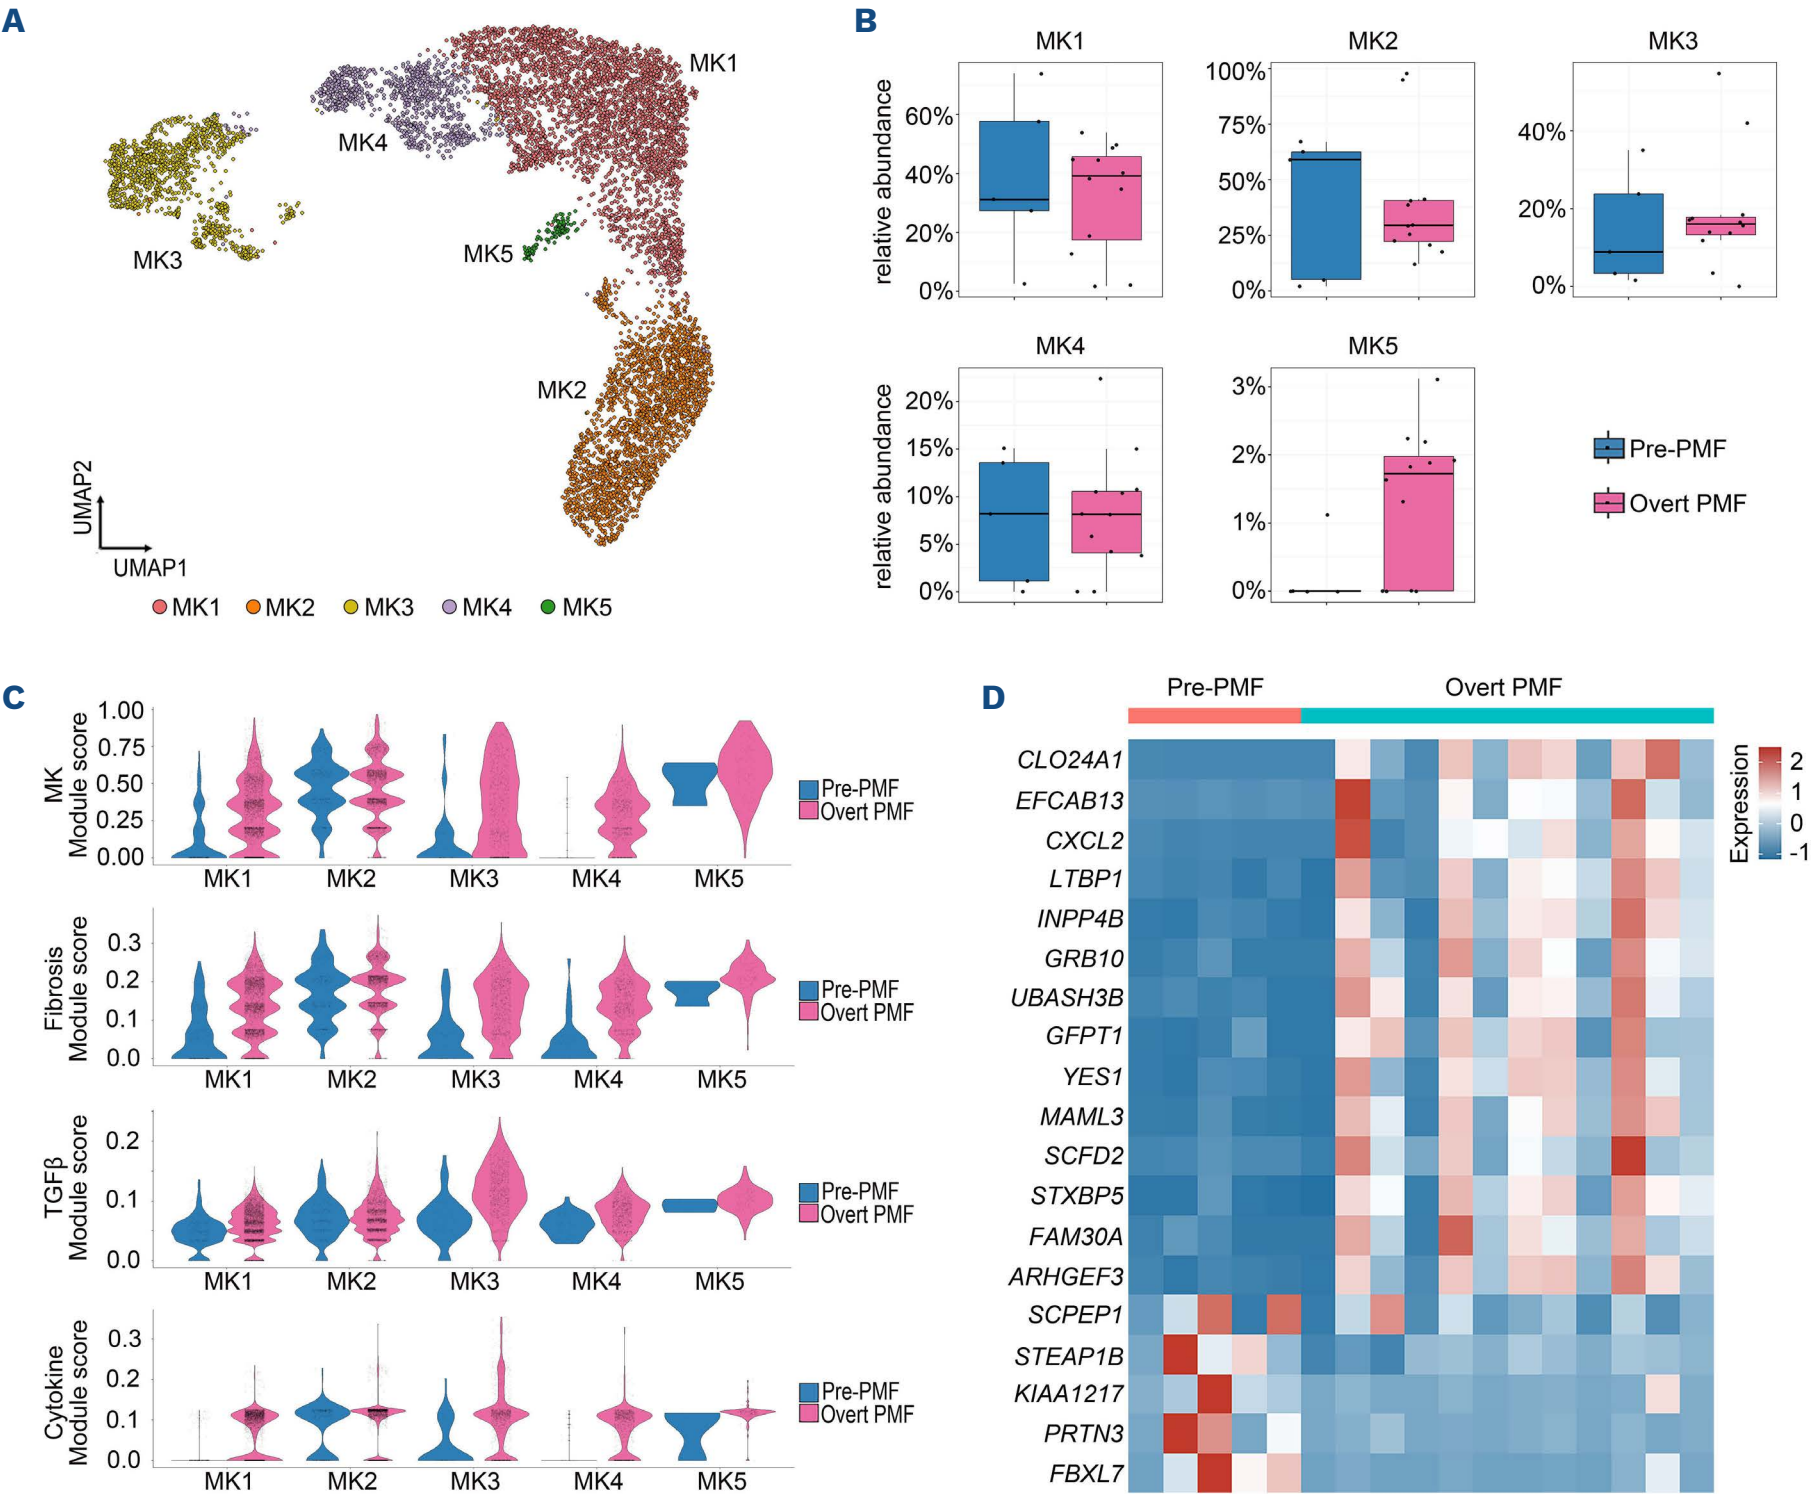 A
MK1
MK4
MK3
MK5
MK2
UMAP2
UMAP1
MK1 MK2 MK3 MK4 MK5
B
MK1 MK2 MK3
relative abundance
60%
40%
20%
0%
100%
75%
50%
25%
0%
40%
20%
0%
MK4 MK5
relative abundance
20%
15%
10%
5%
0%
3%
2%
1%
0%
Pre-PMF
Overt PMF
C
MK
Module score
1.00
0.75
0.50
0.25
0.00
MK1 MK2 MK3 MK4 MK5
Pre-PMF
Overt PMF
Fibrosis
Module score
0.3
0.2
0.1
0.0
MK1 MK2 MK3 MK4 MK5
Pre-PMF
Overt PMF
TGFβ
Module score
0.2
0.1
0.0
MK1 MK2 MK3 MK4 MK5
Pre-PMF
Overt PMF
Cytokine
Module score
0.3
0.2
0.1
0.0
MK1 MK2 MK3 MK4 MK5
Pre-PMF
Overt PMF
D
Pre-PMF Overt PMF
CLO24A1
EFCAB13
CXCL2
LTBP1
INPP4B
GRB10
UBASH3B
GFPT1
YES1
MAML3
SCFD2
STXBP5
FAM30A
ARHGEF3
SCPEP1
STEAP1B
KIAA1217
PRTN3
FBXL7
Expression
2
1
0
-1